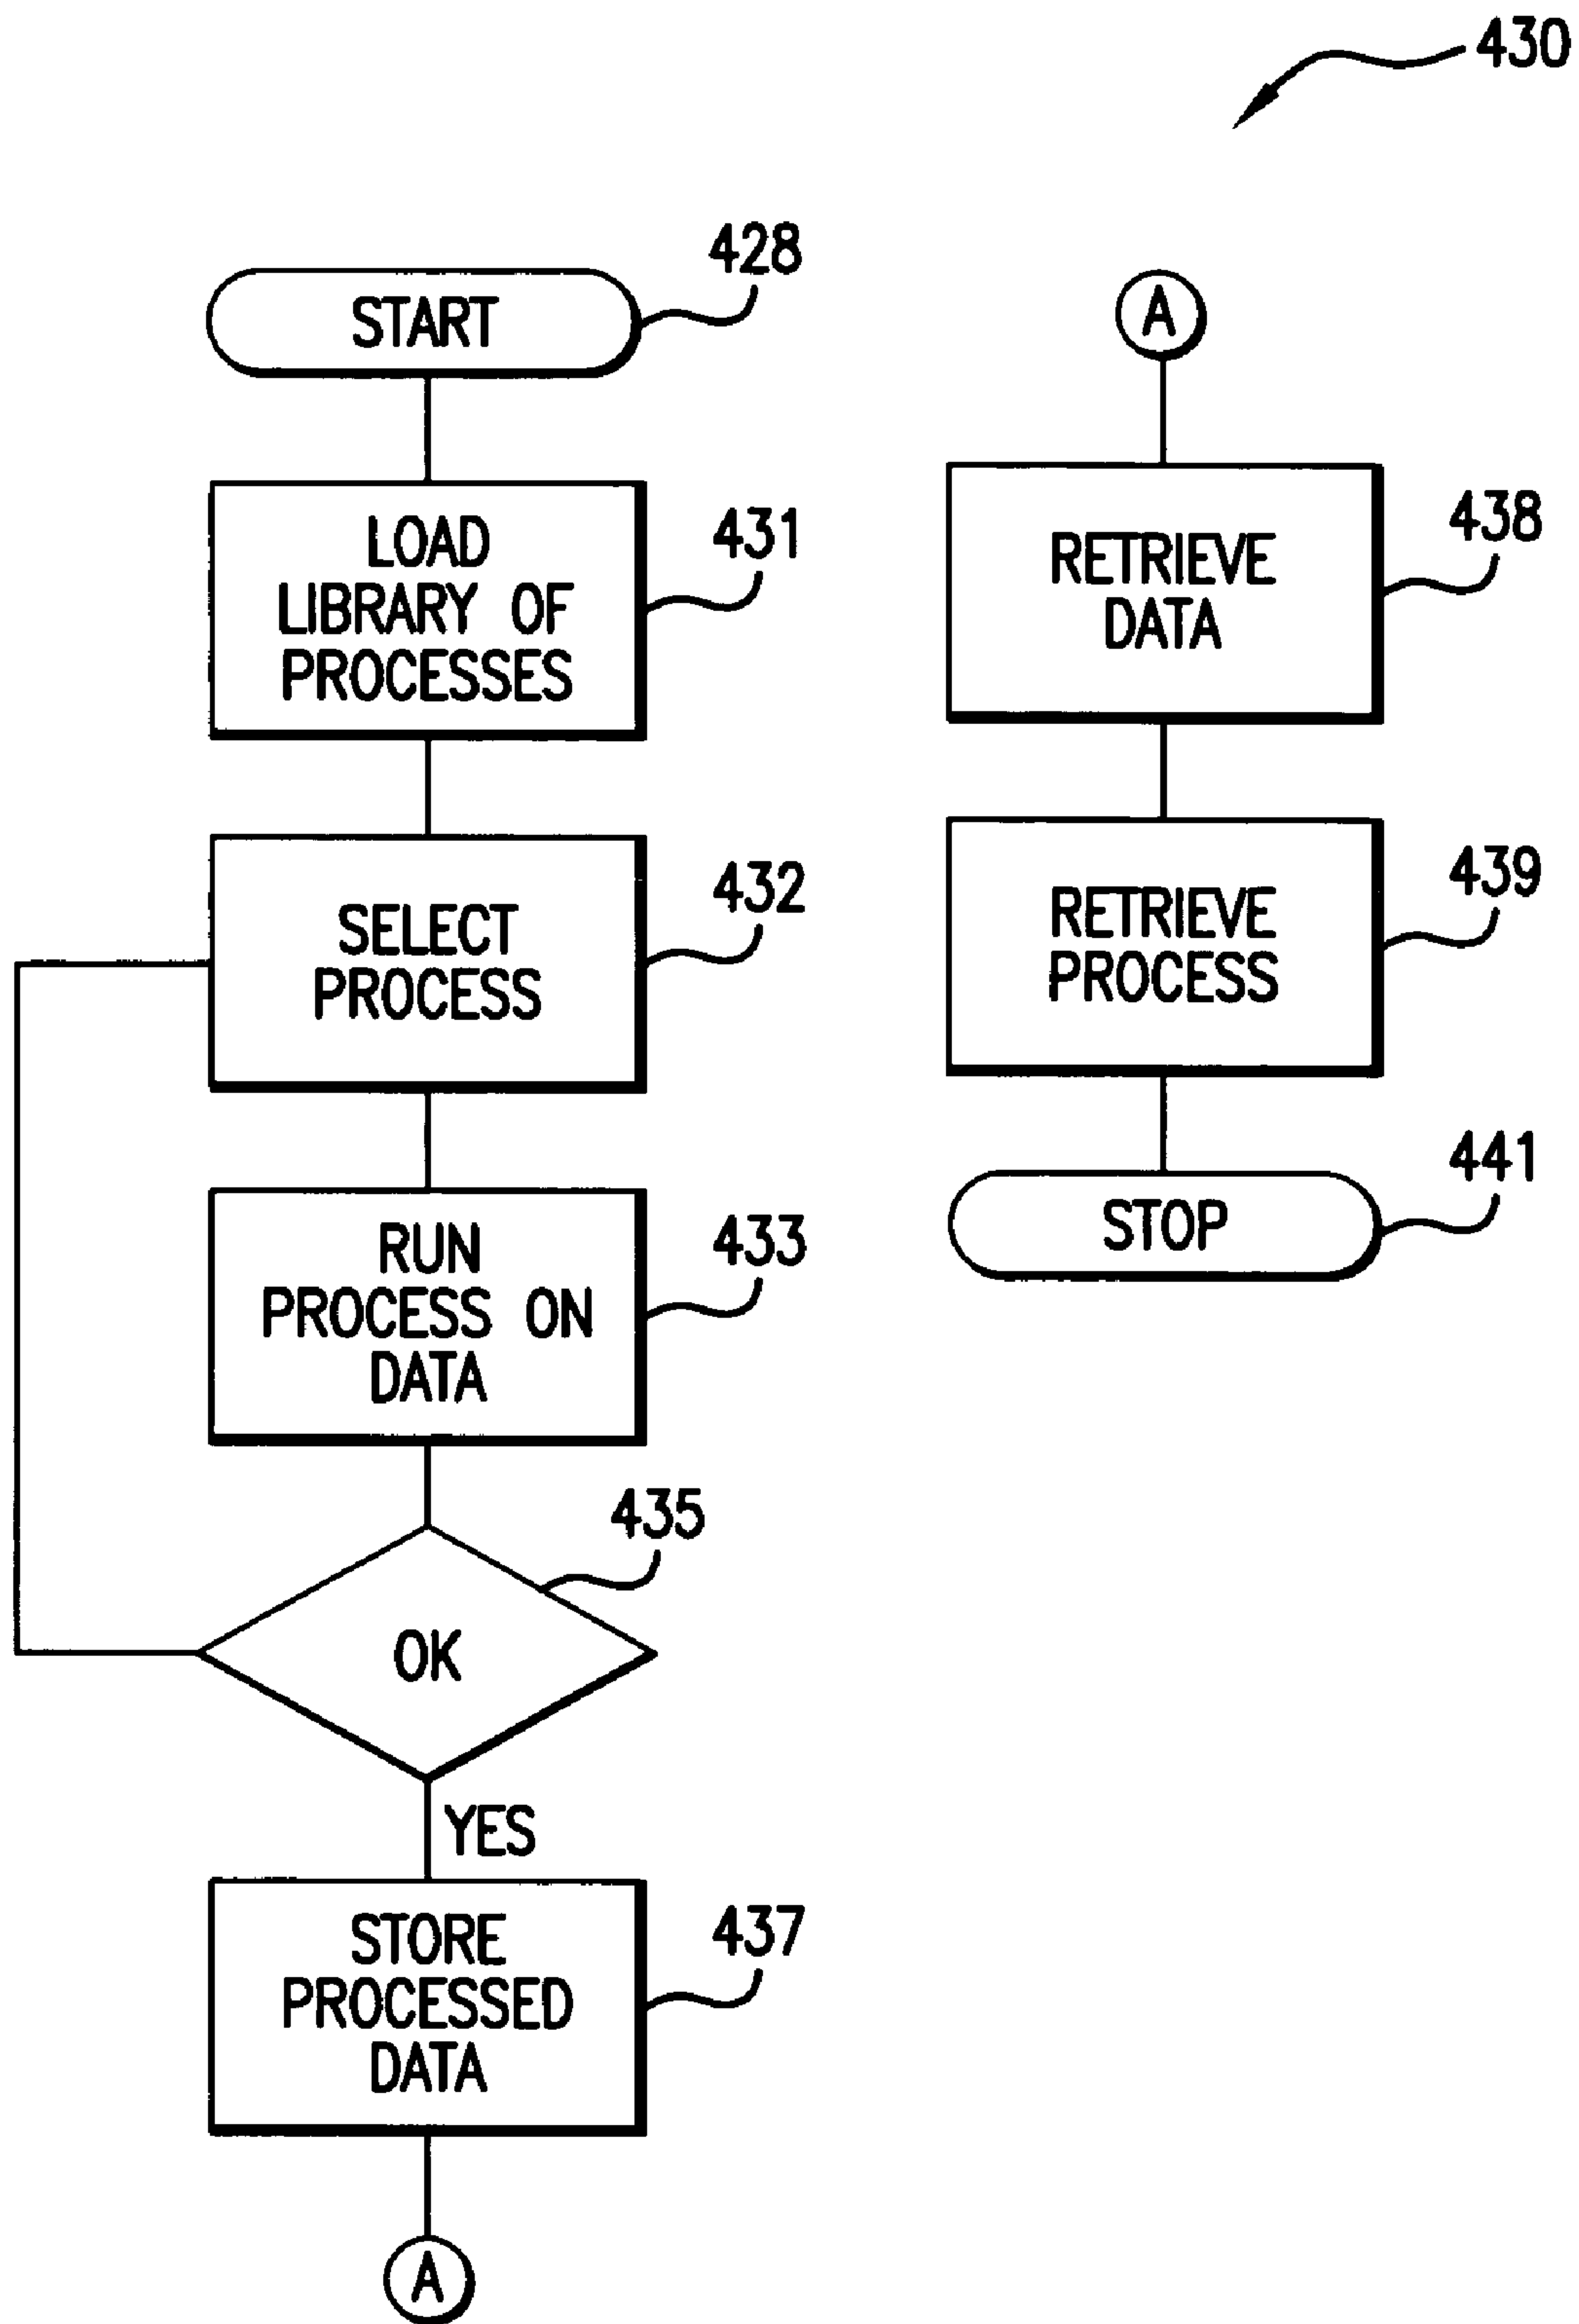 430
428
START
LOAD
LIBRARY OF
PROCESSES
431
SELECT
PROCESS
432
RUN
PROCESS ON
DATA
433
435
OK
YES
STORE
PROCESSED
DATA
437
A
A
RETRIEVE
DATA
438
RETRIEVE
PROCESS
439
STOP
441